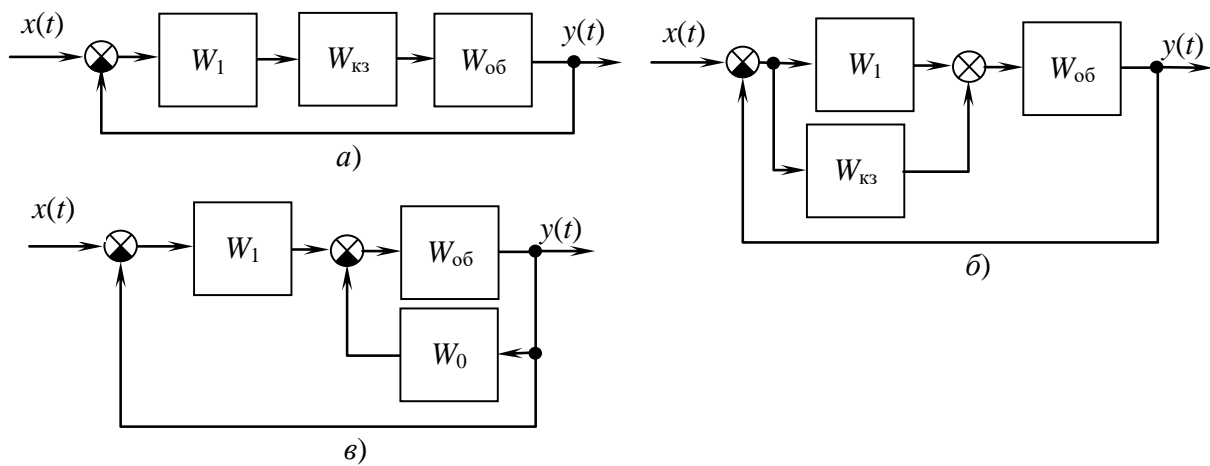 x(t) W₁ Wкз Wоб y(t)
а)
x(t) W₁ Wоб y(t)
Wкз
б)
x(t) W₁ Wоб y(t)
W₀
в)